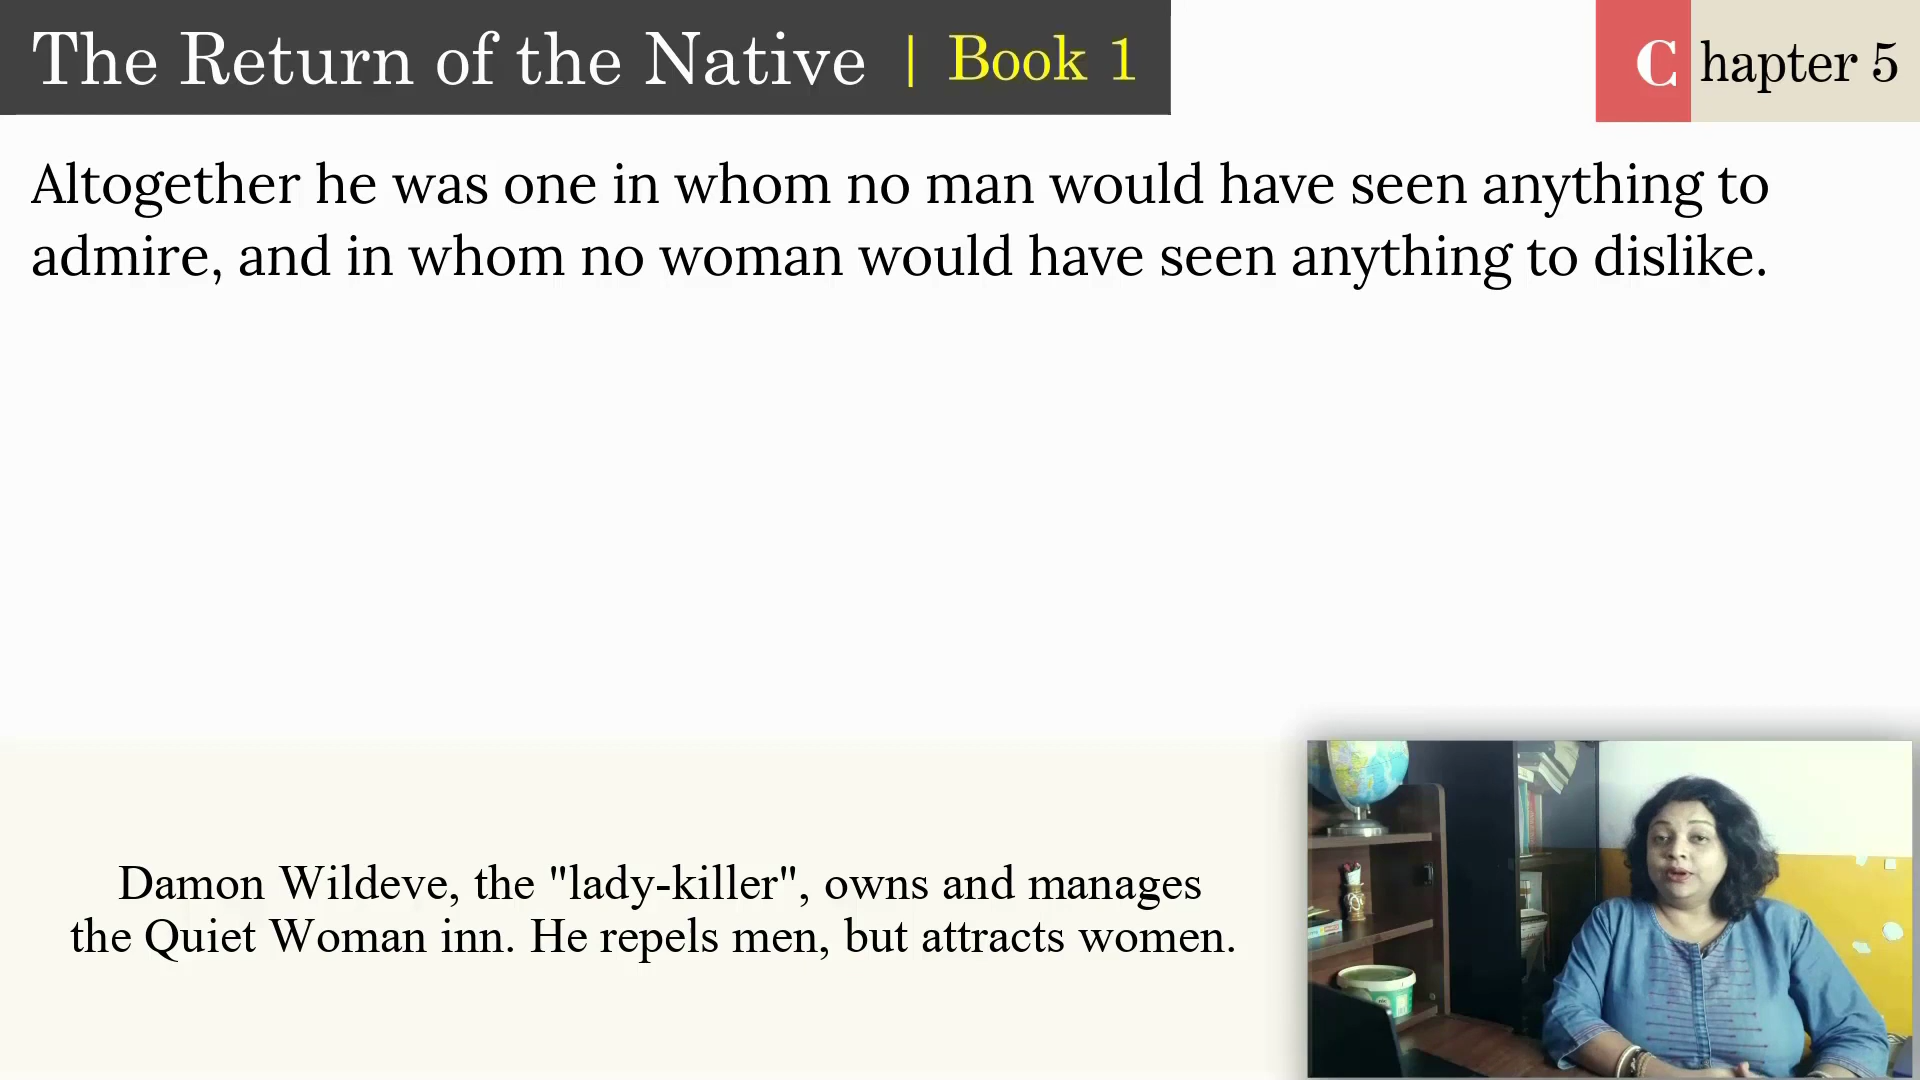 The Return of the Native | Book 1
Chapter 5
Altogether he was one in whom no man would have seen anything to
admire, and in whom no woman would have seen anything to dislike.
Damon Wildeve, the "lady-killer", owns and manages
the Quiet Woman inn. He repels men, but attracts women.